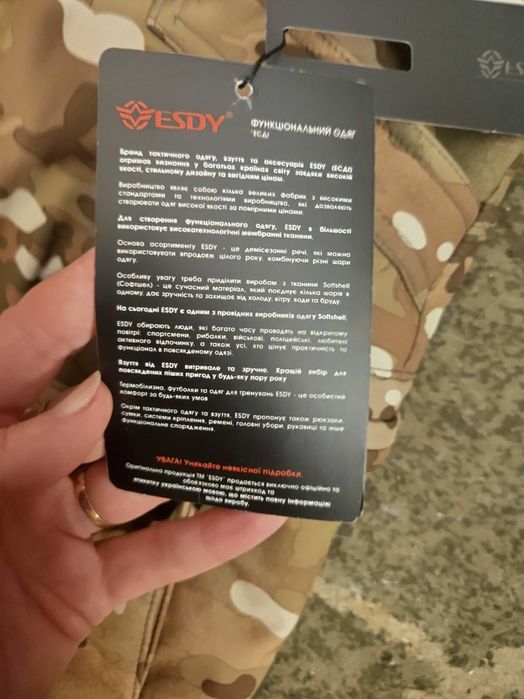 ESDY®
ESDY
ФУНКЦІОНАЛЬНИЙ ОДЯГ
'ЕСДІ'
Бренд тактичного одягу, взуття та аксесуарів ESDY (ЕСДІ)
отримав визнання у багатьох країнах світу завдяки високій
якості, стильному дизайну та вигідним цінам.
Виробництво являє собою кілька великих фабрик з високими
стандартами та технологіями виробництва, які дозволяють
створювати одяг високої якості за помірними цінами.
Для створення функціонального одягу, ESDY в більшості
використовує високотехнологічні мембранні тканини.
Основа асортименту ESDY - це демісезонні речі, які можна
використовувати впродовж цілого року, комбінуючи різні шари
одягу.
Особливу увагу треба приділити виробам з тканини Softshell
(Софтшел) - це сучасний матеріал, який поєднує кілька шарів в
одному, дає зручність та захищає від холоду, вітру, води та бруду.
На сьогодні ESDY є одним з провідних виробників одягу Softshell.
ESDY обирають люди, які багато часу проводять на відкритому
повітрі: спортсмени, рибалки, військові, поліцейські, любителі
активного відпочинку, а також усі, хто цінує практичність та
функціонал в повсякденному одязі.
Взуття від ESDY витривале та зручне. Кращій вибір для
повсякденних піших пригод у будь-яку пору року
Термобілизна, футболки та одяг для тренувань ESDY - це особистий
комфорт за будь-яких умов
Окрім тактичного одягу та взуття, ESDY пропонує також рюкзаки,
сумки, системи кріплення, ремені, головні убори, рукавиці та інше
функціональне спорядження.
УВАГА! Уникайте неякісної підробки.
Оригінальна продукція ТМ "ESDY" продається виключно офіційно та
обов'язково має штрихкод та
етикетку українською мовою, що містить повну інформацію
щодо виробу.